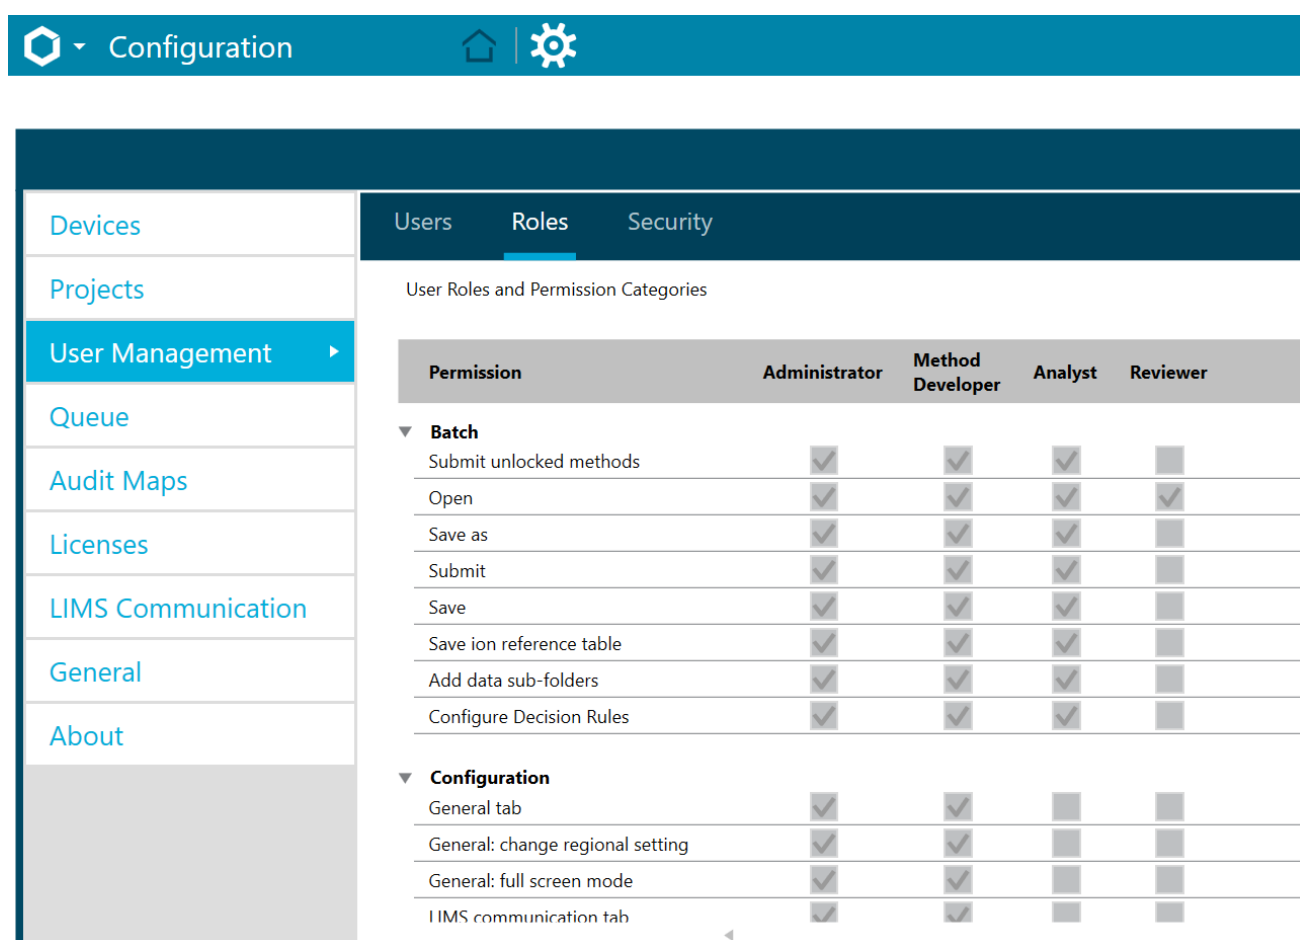 Configuration
Devices
Projects
User Management
Queue
Audit Maps
Licenses
LIMS Communication
General
About
Users Roles Security
User Roles and Permission Categories
Permission Administrator Method Developer Analyst Reviewer
Batch
Submit unlocked methods
Open
Save as
Submit
Save
Save ion reference table
Add data sub-folders
Configure Decision Rules
Configuration
General tab
General: change regional setting
General: full screen mode
LIMS communication tab